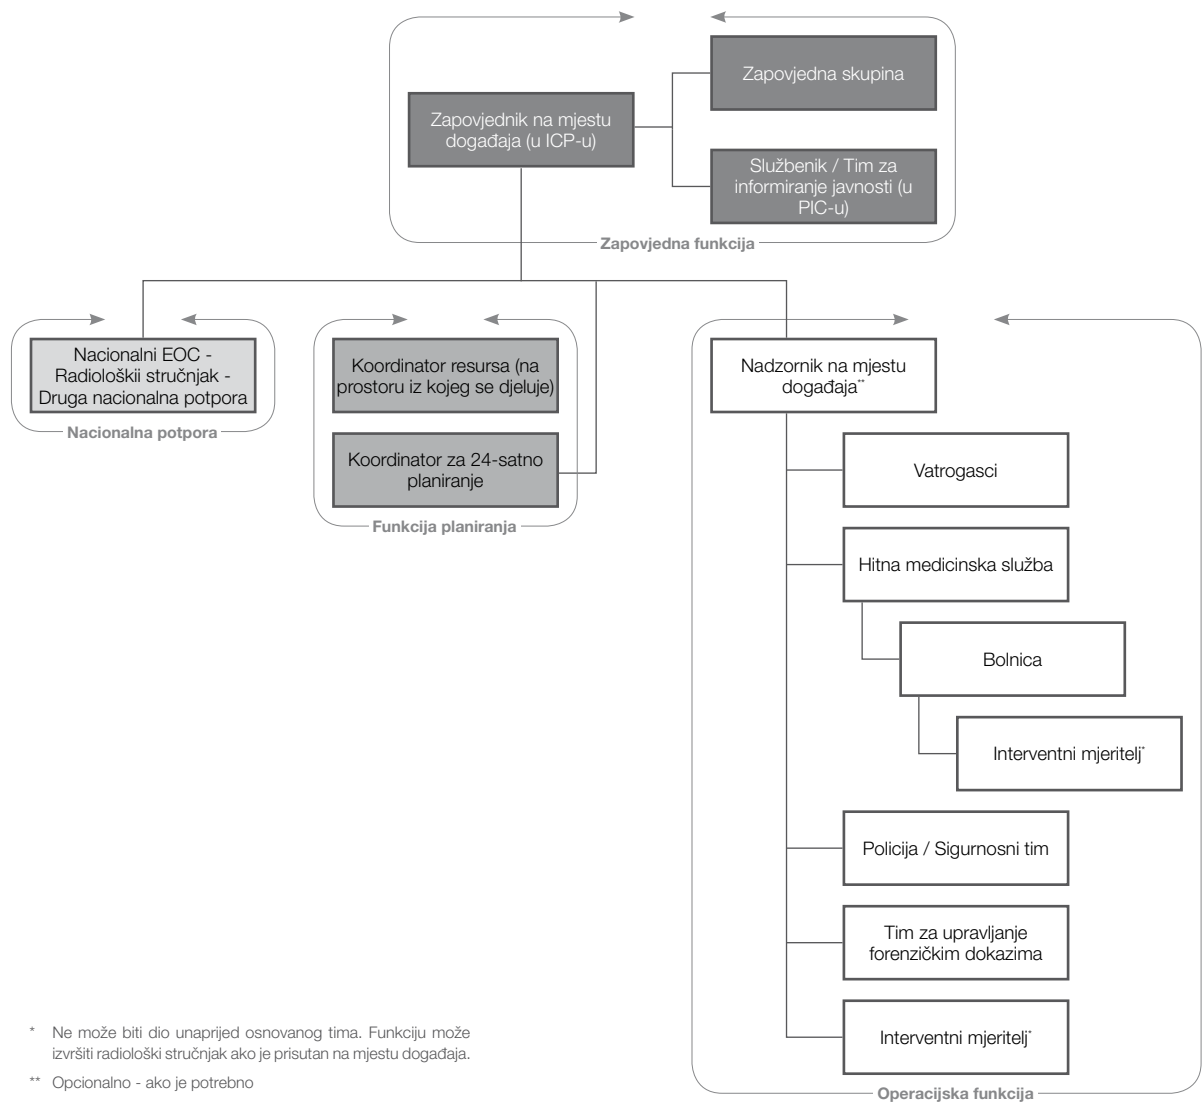 Zapovjedna skupina
Zapovjednik na mjestu
događaja (u ICP-u)
Službenik / Tim za
informiranje javnosti (u
PIC-u)
Zapovjedna funkcija
Nacionalni EOC -
Radiološkii stručnjak -
Druga nacionalna potpora
Nacionalna potpora
Koordinator resursa (na
prostoru iz kojeg se djeluje)
Koordinator za 24-satno
planiranje
Funkcija planiranja
Nadzornik na mjestu
događaja**
Vatrogasci
Hitna medicinska služba
Bolnica
Interventni mjeritelj*
Policija / Sigurnosni tim
Tim za upravljanje
forenzičkim dokazima
Interventni mjeritelj*
Operacijska funkcija
* Ne može biti dio unaprijed osnovanog tima. Funkciju može
izvršiti radiološki stručnjak ako je prisutan na mjestu događaja.
** Opcionalno - ako je potrebno